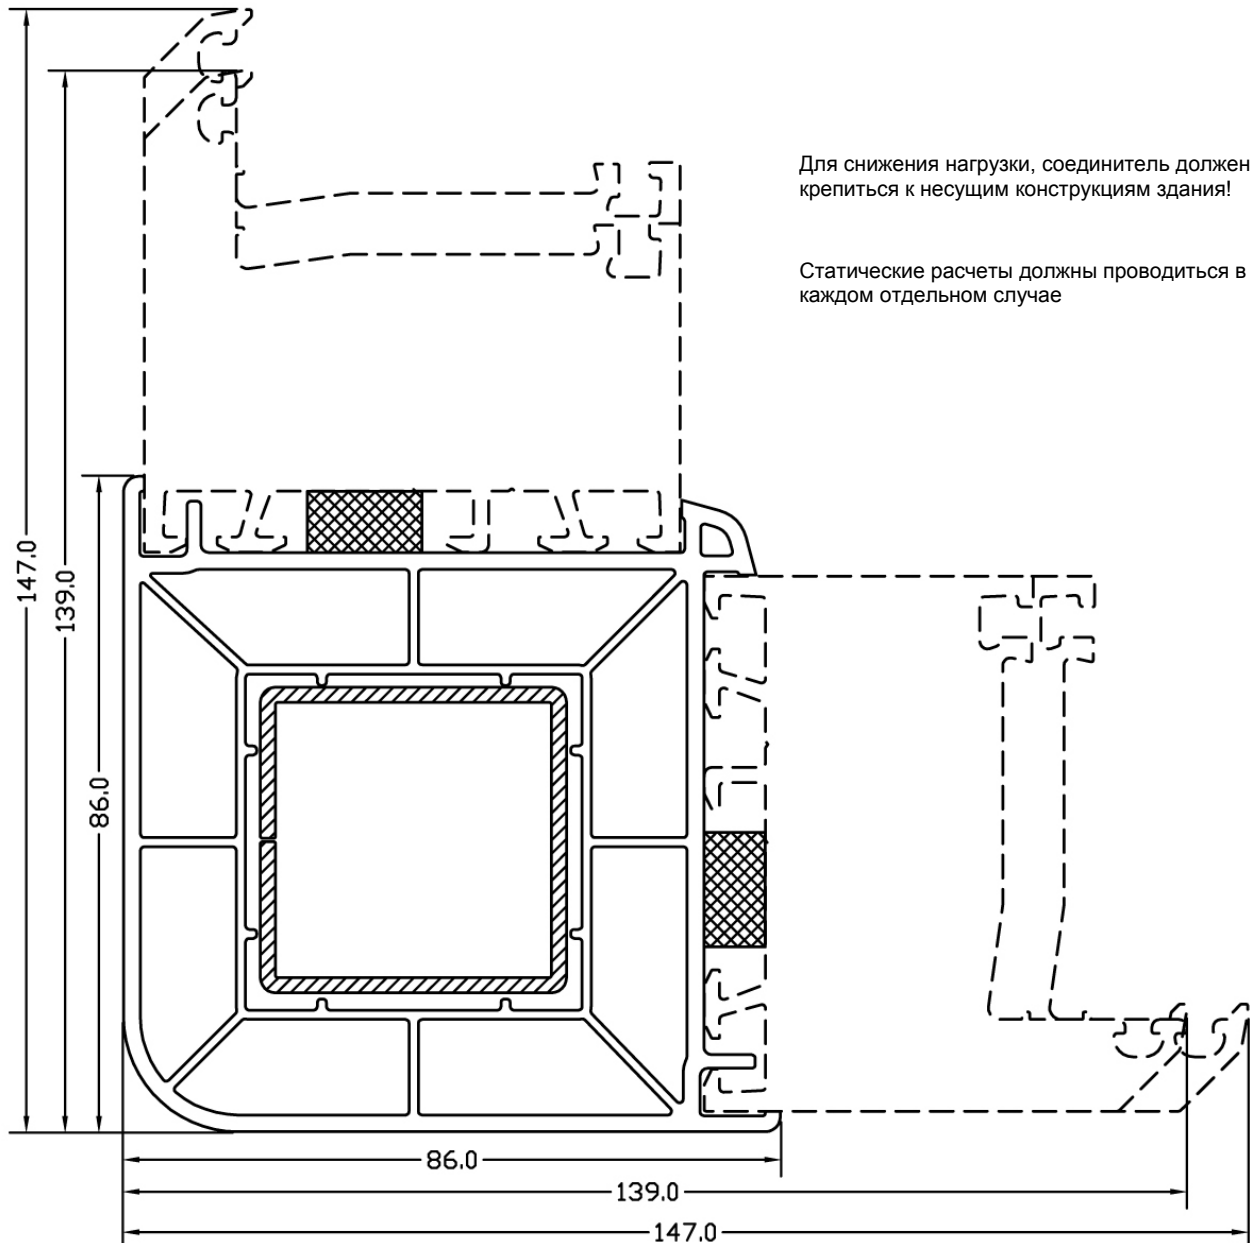 Для снижения нагрузки, соединитель должен
крепиться к несущим конструкциям здания!
Статические расчеты должны проводиться в
каждом отдельном случае
147.0
139.0
86.0
86.0
139.0
147.0